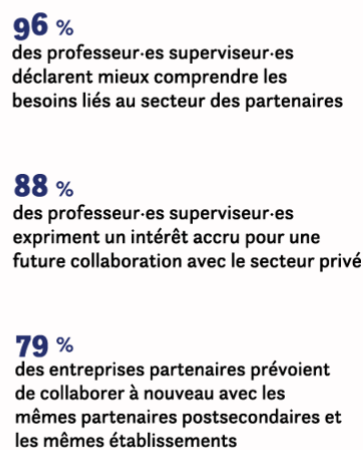 96 %
des professeur·es superviseur·es
déclarent mieux comprendre les
besoins liés au secteur des partenaires
88 %
des professeur·es superviseur·es
expriment un intérêt accru pour une
future collaboration avec le secteur privé
79 %
des entreprises partenaires prévoient
de collaborer à nouveau avec les
mêmes partenaires postsecondaires et
les mêmes établissements